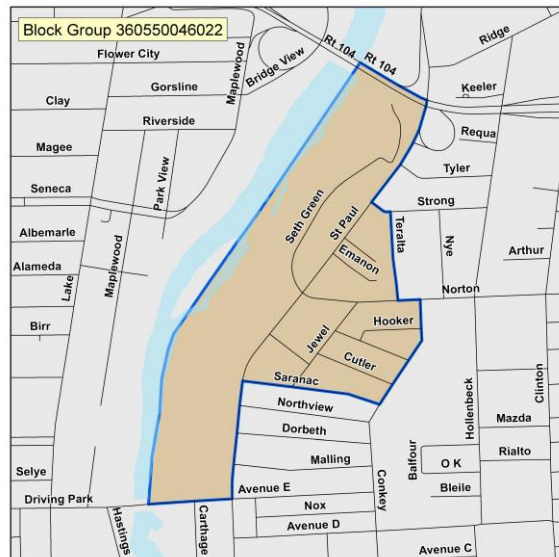 Block Group 360550046022
Flower City
Clay
Gorsling
Riverside
Magee
Seneca
Park View
Maplewood
Bridge View
Rt 104
Rt 104
Ridge
Keeler
Requa
Tyler
Strong
Teralta
Nye
Arthur
Albemarle
Alameda
Maplewood
Lake
Birr
Seth Green
St Paul
Emanon
Norton
Jewel
Hooker
Cutler
Saranac
Northview
Dorbeth
Malling
Avenue E
Nox
Avenue D
Conkey
Balfour
Hollenbeck
Clinton
Mazda
Rialto
O K
Bleile
Avenue C
Selye
Driving Park
Hastings
Carthage